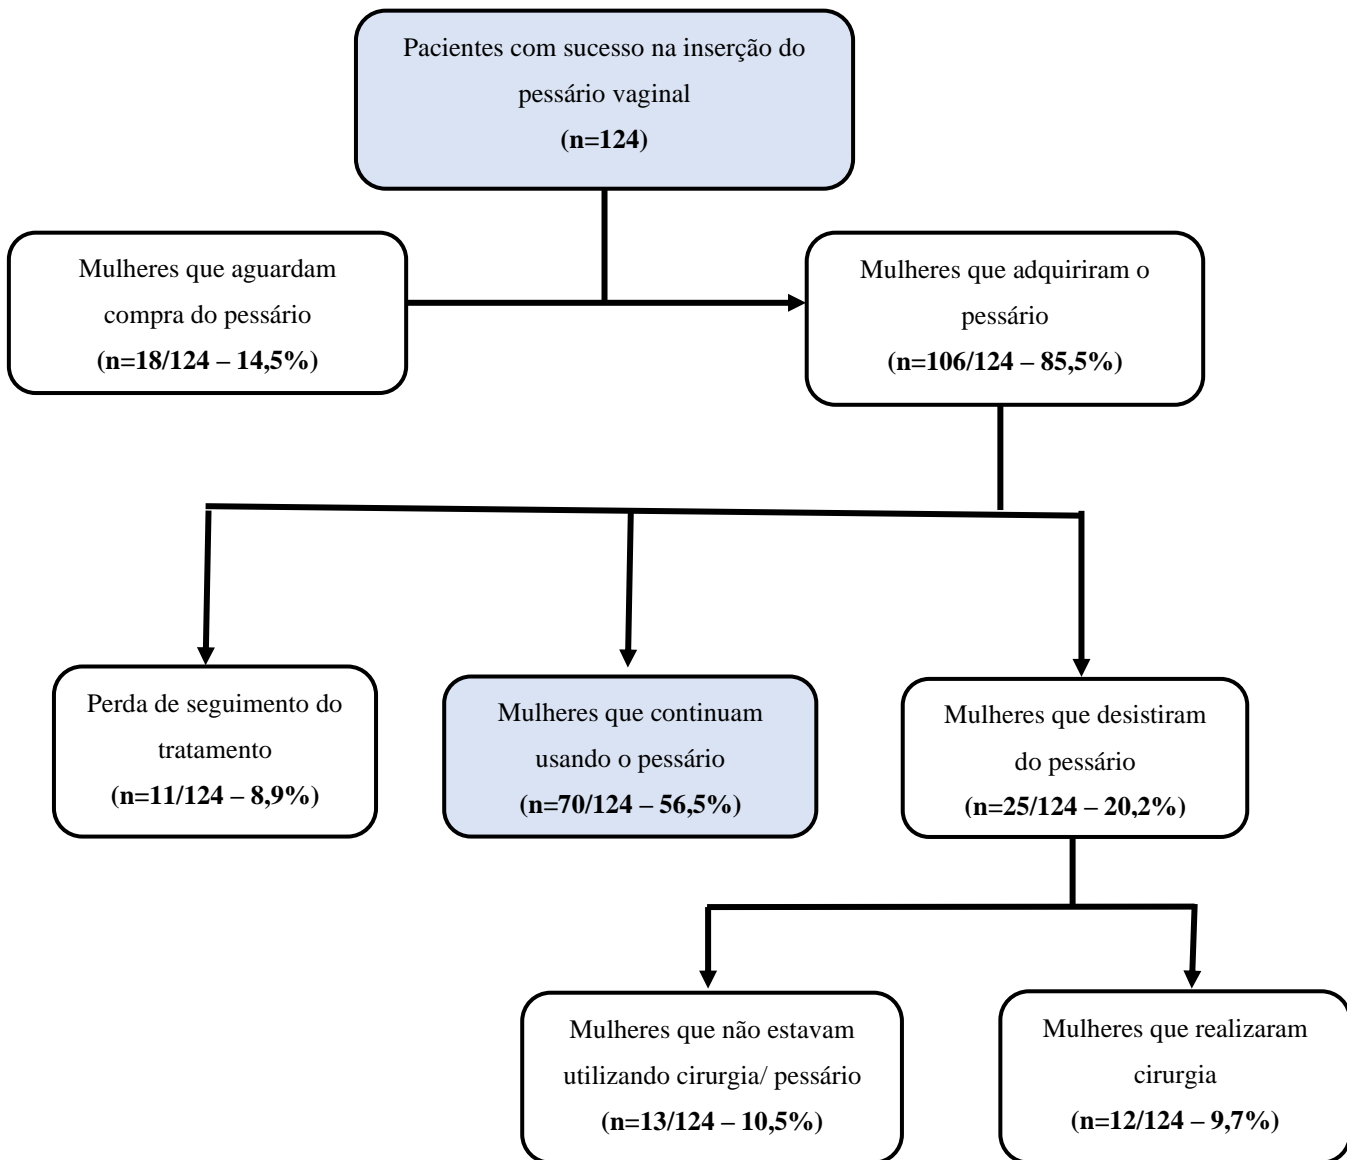 Pacientes com sucesso na inserção do
pessário vaginal
(n=124)
Mulheres que aguardam
compra do pessário
(n=18/124 – 14,5%)
Mulheres que adquiriram o
pessário
(n=106/124 – 85,5%)
Perda de seguimento do
tratamento
(n=11/124 – 8,9%)
Mulheres que continuam
usando o pessário
(n=70/124 – 56,5%)
Mulheres que desistiram
do pessário
(n=25/124 – 20,2%)
Mulheres que não estavam
utilizando cirurgia/ pessário
(n=13/124 – 10,5%)
Mulheres que realizaram
cirurgia
(n=12/124 – 9,7%)